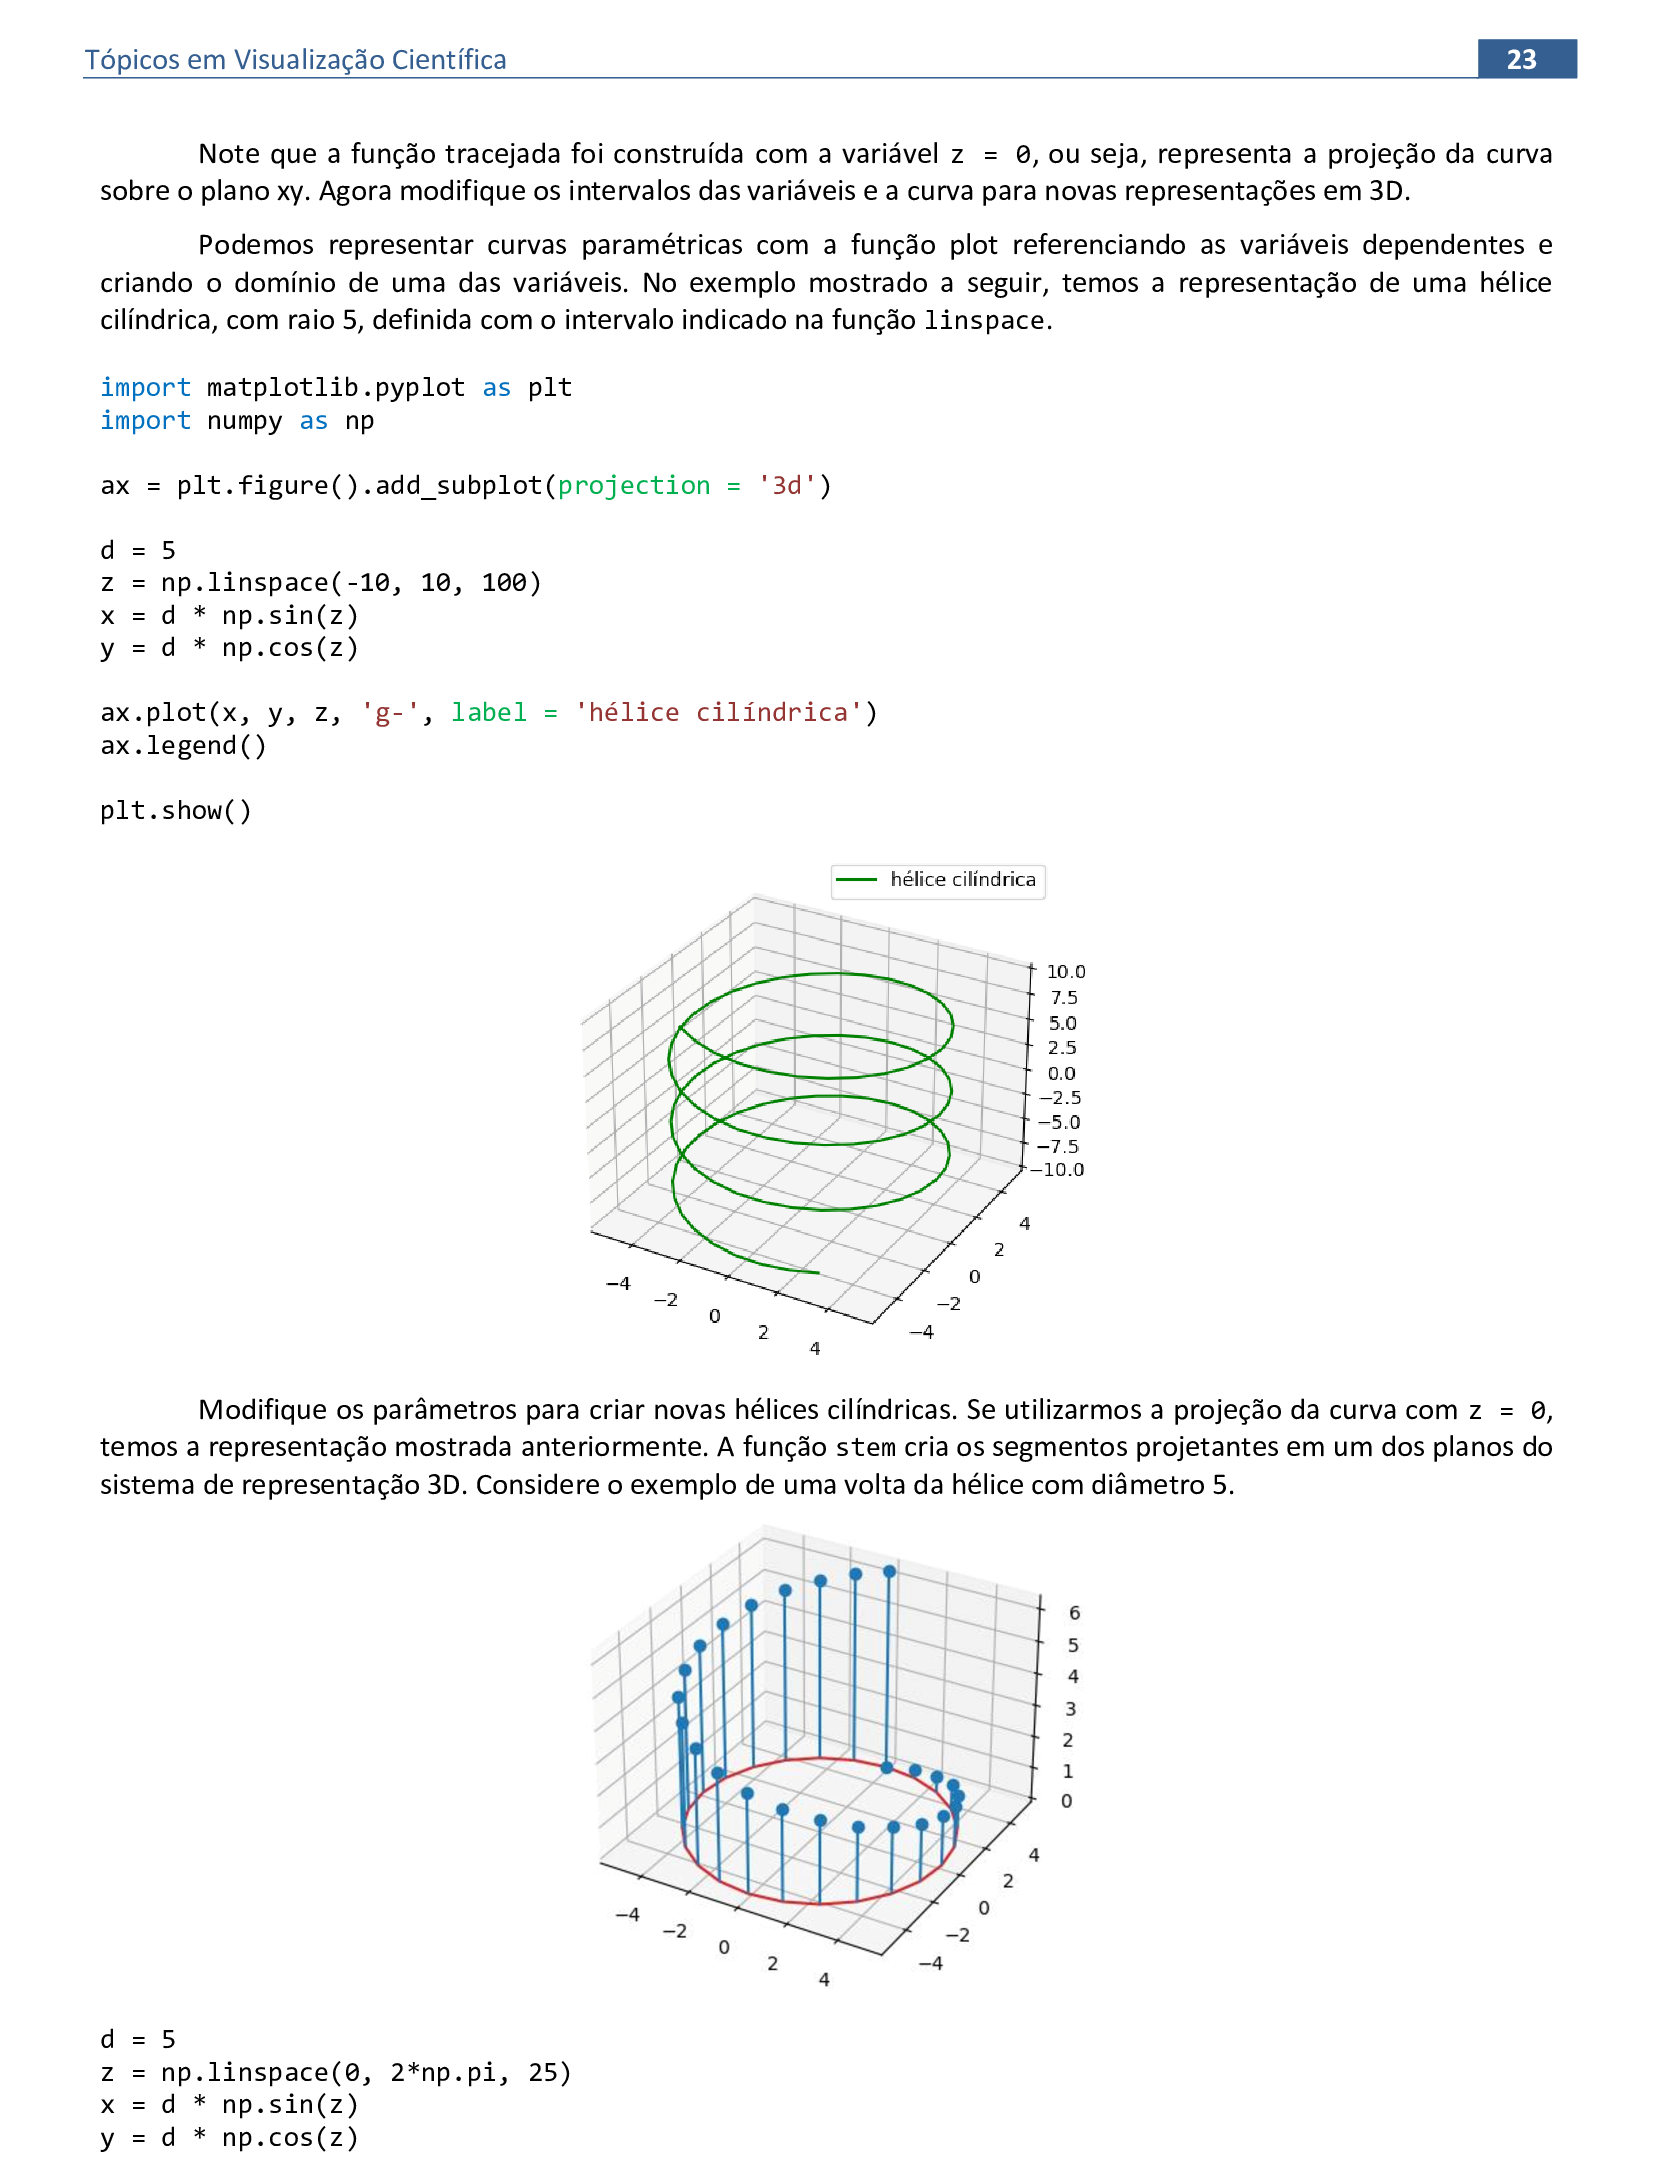 Tópicos em Visualização Científica 23
Note que a função tracejada foi construída com a variável z = 0, ou seja, representa a projeção da curva
sobre o plano xy. Agora modifique os intervalos das variáveis e a curva para novas representações em 3D.
Podemos representar curvas paramétricas com a função plot referenciando as variáveis dependentes e
criando o domínio de uma das variáveis. No exemplo mostrado a seguir, temos a representação de uma hélice
cilíndrica, com raio 5, definida com o intervalo indicado na função linspace.
import matplotlib.pyplot as plt
import numpy as np
ax = plt.figure().add_subplot(projection = '3d')
d = 5
z = np.linspace(-10, 10, 100)
x = d * np.sin(z)
y = d * np.cos(z)
ax.plot(x, y, z, 'g-', label = 'hélice cilíndrica')
ax.legend()
plt.show()
hélice cilíndrica
10.0
7.5
5.0
2.5
0.0
−2.5
−5.0
−7.5
−10.0
4
2
0
−2
−4
−4
−2
0
2
4
Modifique os parâmetros para criar novas hélices cilíndricas. Se utilizarmos a projeção da curva com z = 0,
temos a representação mostrada anteriormente. A função stem cria os segmentos projetantes em um dos planos do
sistema de representação 3D. Considere o exemplo de uma volta da hélice com diâmetro 5.
6
5
4
3
2
1
0
4
2
0
−2
−4
−4
−2
0
2
4
d = 5
z = np.linspace(0, 2*np.pi, 25)
x = d * np.sin(z)
y = d * np.cos(z)